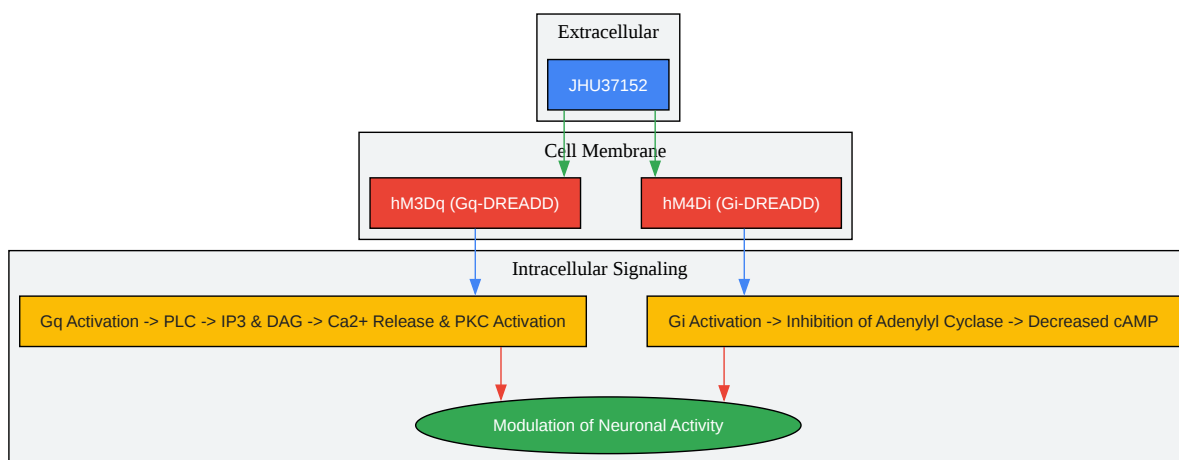 Extracellular
JHU37152
Cell Membrane
hM3Dq (Gq-DREADD)
hM4Di (Gi-DREADD)
Intracellular Signaling
Gq Activation -> PLC -> IP3 & DAG -> Ca2+ Release & PKC Activation
Gi Activation -> Inhibition of Adenylyl Cyclase -> Decreased cAMP
Modulation of Neuronal Activity